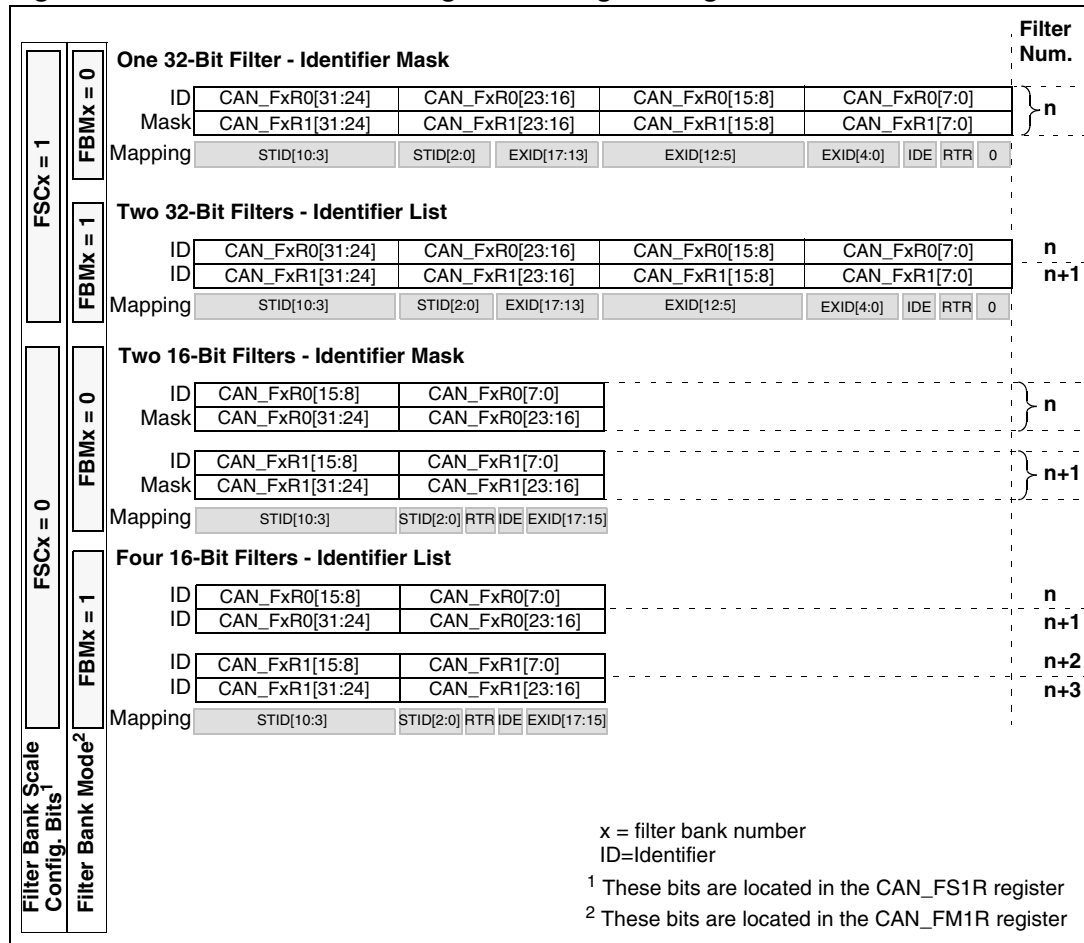 Filter
Num.
One 32-Bit Filter - Identifier Mask
FSCx = 1
FBMx = 0
ID CAN_FxR0[31:24] CAN_FxR0[23:16] CAN_FxR0[15:8] CAN_FxR0[7:0]
Mask CAN_FxR1[31:24] CAN_FxR1[23:16] CAN_FxR1[15:8] CAN_FxR1[7:0]
n
Mapping STID[10:3] STID[2:0] EXID[17:13] EXID[12:5] EXID[4:0] IDE RTR 0
Two 32-Bit Filters - Identifier List
FBMx = 1
ID CAN_FxR0[31:24] CAN_FxR0[23:16] CAN_FxR0[15:8] CAN_FxR0[7:0] n
ID CAN_FxR1[31:24] CAN_FxR1[23:16] CAN_FxR1[15:8] CAN_FxR1[7:0] n+1
Mapping STID[10:3] STID[2:0] EXID[17:13] EXID[12:5] EXID[4:0] IDE RTR 0
Two 16-Bit Filters - Identifier Mask
FSCx = 0
FBMx = 0
ID CAN_FxR0[15:8] CAN_FxR0[7:0]
Mask CAN_FxR0[31:24] CAN_FxR0[23:16]
n
ID CAN_FxR1[15:8] CAN_FxR1[7:0]
Mask CAN_FxR1[31:24] CAN_FxR1[23:16]
n+1
Mapping STID[10:3] STID[2:0] RTR IDE EXID[17:15]
Four 16-Bit Filters - Identifier List
FBMx = 1
ID CAN_FxR0[15:8] CAN_FxR0[7:0] n
ID CAN_FxR0[31:24] CAN_FxR0[23:16] n+1
ID CAN_FxR1[15:8] CAN_FxR1[7:0] n+2
ID CAN_FxR1[31:24] CAN_FxR1[23:16] n+3
Mapping STID[10:3] STID[2:0] RTR IDE EXID[17:15]
Filter Bank Scale
Config. Bits1
Filter Bank Mode2
x = filter bank number
ID=Identifier
1 These bits are located in the CAN_FS1R register
2 These bits are located in the CAN_FM1R register